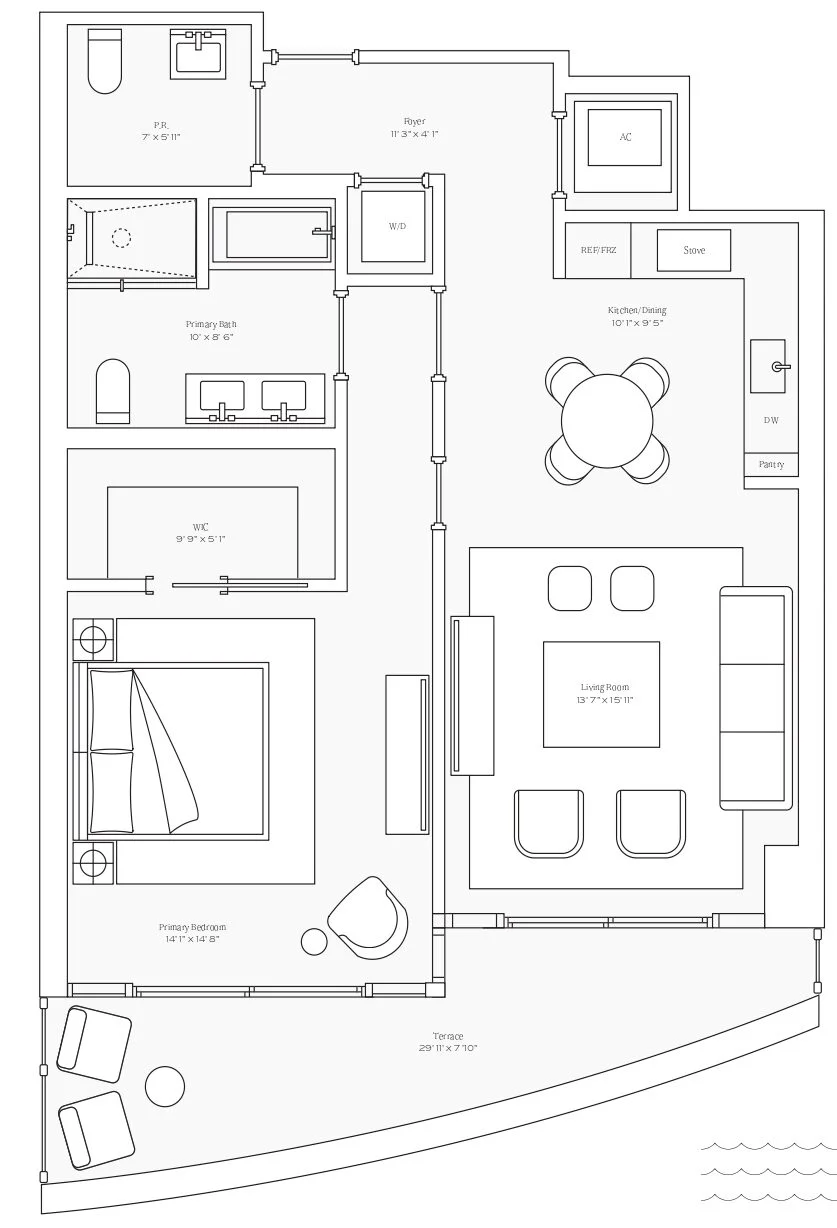 P.R.
7' x 5' 11"
Foyer
11' 3" x 4' 1"
AC
W/D
REF/FRZ
Stove
Primary Bath
10' x 8' 6"
Kitchen/Dining
10' 1" x 9' 5"
DW
Pantry
WIC
9' 9" x 5' 1"
Living Room
13' 7" x 15' 11"
Primary Bedroom
14' 1" x 14' 8"
Terrace
29' 11' x 7 '10"